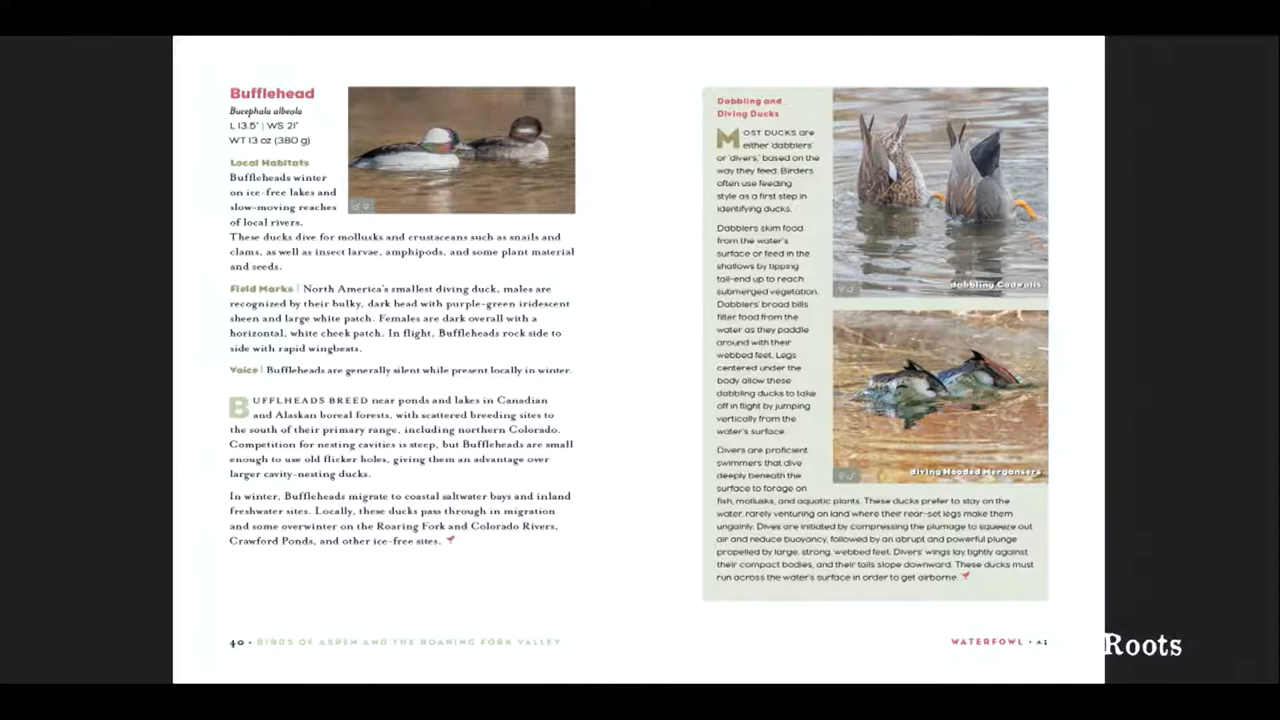 Bufflehead
Bucephala albeola
L 13.5" | WS 21"
WT 13 oz (380 g)
Local Habitats
Buffleheads winter
on ice-free lakes and
slow-moving reaches
of local rivers.
These ducks dive for mollusks and crustaceans such as snails and
clams, as well as insect larvae, amphipods, and some plant material
and seeds.
Field Marks | North America's smallest diving duck, males are
recognized by their bulky, dark head with purple-green iridescent
sheen and large white patch. Females are dark overall with a
horizontal, white cheek patch. In flight, Buffleheads rock side to
side with rapid wingbeats.
Voice | Buffleheads are generally silent while present locally in winter.
BUFFLHEADS BREED near ponds and lakes in Canadian
and Alaskan boreal forests, with scattered breeding sites to
the south of their primary range, including northern Colorado.
Competition for nesting cavities is steep, but Buffleheads are small
enough to use old flicker holes, giving them an advantage over
larger cavity-nesting ducks.
In winter, Buffleheads migrate to coastal saltwater bays and inland
freshwater sites. Locally, these ducks pass through in migration
and some overwinter on the Roaring Fork and Colorado Rivers,
Crawford Ponds, and other ice-free sites.
40 • BIRDS OF ASPEN AND THE ROARING FORK VALLEY
♂ ♀
Dabbling and
Diving Ducks
MOST DUCKS are
either 'dabblers'
or 'divers,' based on the
way they feed. Birders
often use feeding
style as a first step in
identifying ducks.
Dabblers skim food
from the water's
surface or feed in the
shallows by tipping
tail-end up to reach
submerged vegetation.
Dabblers' broad bills
filter food from the
water as they paddle
around with their
webbed feet. Legs
centered under the
body allow these
dabbling ducks to take
off in flight by jumping
vertically from the
water's surface.
Divers are proficient
swimmers that dive
deeply beneath the
surface to forage on
fish, mollusks, and aquatic plants. These ducks prefer to stay on the
water, rarely venturing on land where their rear-set legs make them
ungainly. Dives are initiated by compressing the plumage to squeeze out
air and reduce buoyancy, followed by an abrupt and powerful plunge
propelled by large, strong, webbed feet. Divers' wings lay tightly against
their compact bodies, and their tails slope downward. These ducks must
run across the water's surface in order to get airborne.
♀ ♂
dabbling Gadwalls
♀ ♂
diving Hooded Mergansers
WATERFOWL • 41
Roots